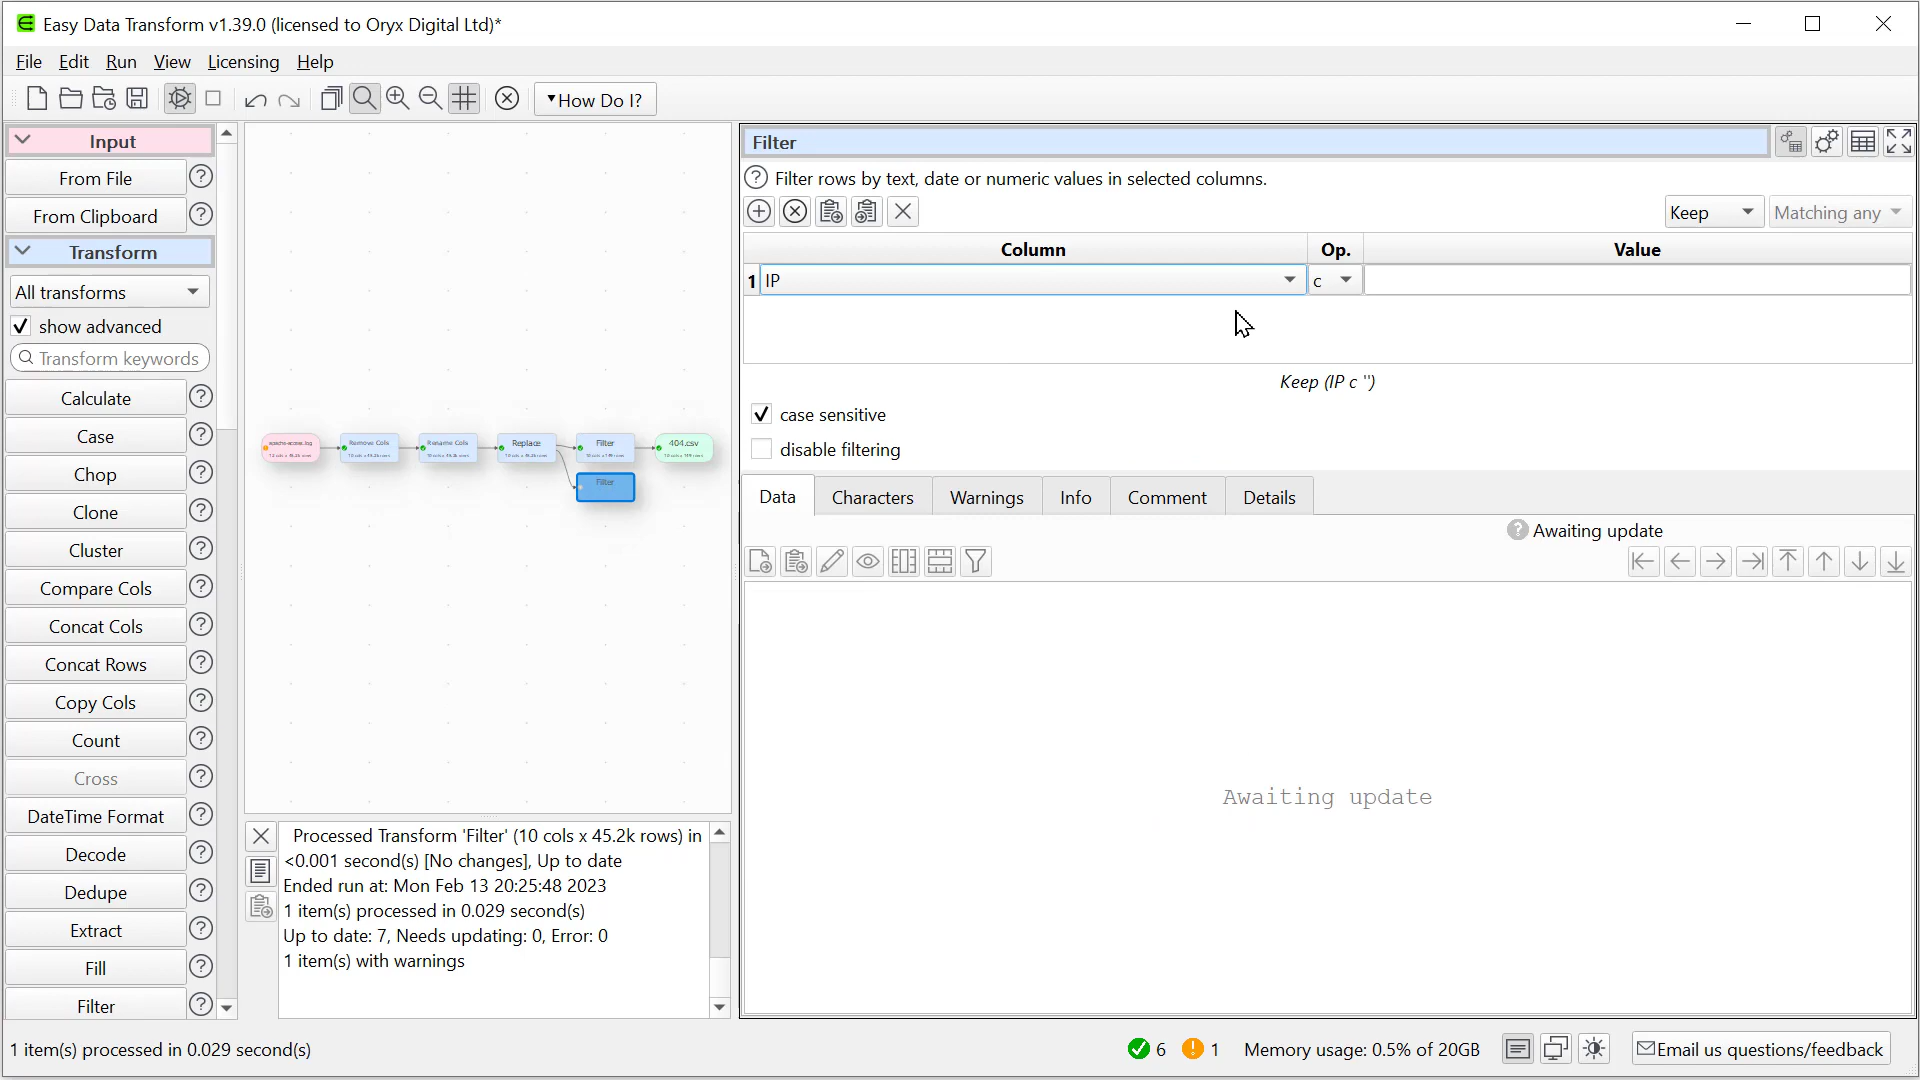 Easy Data Transform v1.39.0 (licensed to Oryx Digital Ltd)*
File Edit Run View Licensing Help
How Do I?
Input
From File
From Clipboard
Transform
All transforms
show advanced
Transform keywords
Calculate
Case
Chop
Clone
Cluster
Compare Cols
Concat Cols
Concat Rows
Copy Cols
Count
Cross
DateTime Format
Decode
Dedupe
Extract
Fill
Filter
apache-access.log
Remove Cols
Rename Cols
Replace
Filter
404.csv
Filter
Processed Transform 'Filter' (10 cols x 45.2k rows) in
<0.001 second(s) [No changes], Up to date
Ended run at: Mon Feb 13 20:25:48 2023
1 item(s) processed in 0.029 second(s)
Up to date: 7, Needs updating: 0, Error: 0
1 item(s) with warnings
Filter
Filter rows by text, date or numeric values in selected columns.
Keep Matching any
Column Op. Value
1 IP c
Keep (IP c '')
case sensitive
disable filtering
Data Characters Warnings Info Comment Details
Awaiting update
Awaiting update
1 item(s) processed in 0.029 second(s)
6 1 Memory usage: 0.5% of 20GB
Email us questions/feedback